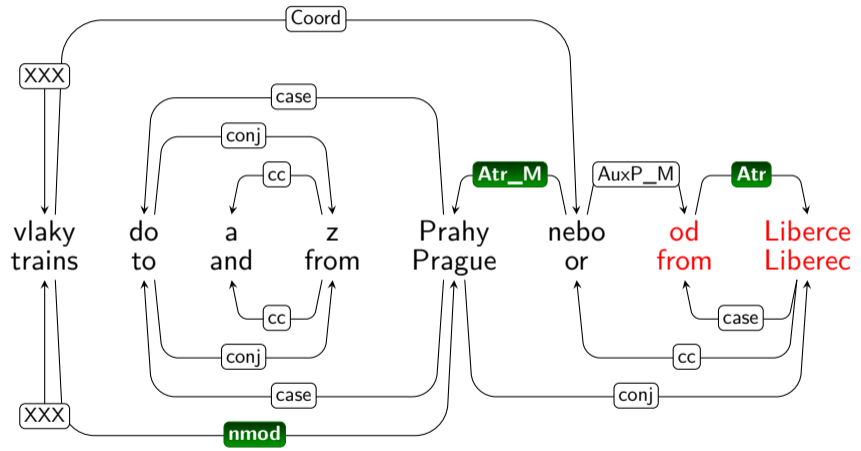 Coord
XXX
case
conj
cc
Atr_M
AuxP_M
Atr
vlaky do a z Prahy nebo od Liberce
trains to and from Prague or from Liberec
cc
case
conj
cc
case
conj
XXX
nmod